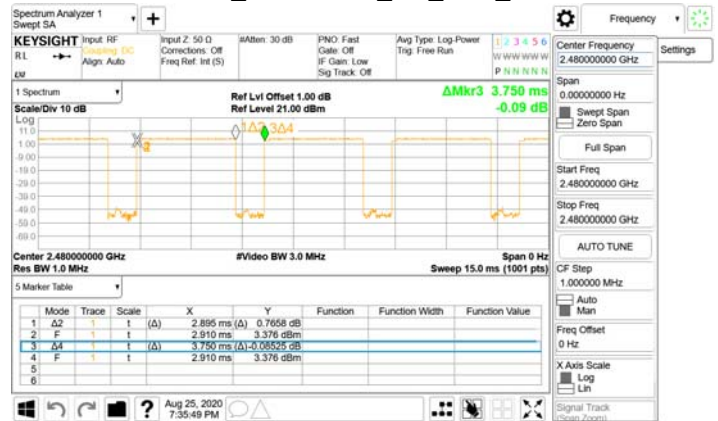 Spectrum Analyzer 1
Swept SA
+
Frequency
KEYSIGHT
Input: RF
Input Z: 50 Ω
#Atten: 30 dB
PNO: Fast
Avg Type: Log-Power
1 2 3 4 5 6
RL
Coupling: DC
Corrections: Off
Gate: Off
Trig: Free Run
W W W W W W
Align: Auto
Freq Ref: Int (S)
IF Gain: Low
P N N N N N
Sig Track: Off
Center Frequency
2.480000000 GHz
Settings
Span
0.00000000 Hz
Swept Span
Zero Span
Full Span
Start Freq
2.480000000 GHz
Stop Freq
2.480000000 GHz
AUTO TUNE
CF Step
1.000000 MHz
Auto
Man
Freq Offset
0 Hz
X Axis Scale
Log
Lin
Signal Track
(Span Zoom)
1 Spectrum
Ref Lvl Offset 1.00 dB
ΔMkr3 3.750 ms
Scale/Div 10 dB
Ref Level 21.00 dBm
-0.09 dB
Log
11.0
1.00
-9.00
-19.0
-29.0
-39.0
-49.0
-59.0
-69.0
1Δ2
3Δ4
Center 2.480000000 GHz
#Video BW 3.0 MHz
Span 0 Hz
Res BW 1.0 MHz
Sweep 15.0 ms (1001 pts)
5 Marker Table
Mode Trace Scale X Y Function Function Width Function Value
1 Δ2 1 t (Δ) 2.895 ms (Δ) 0.7658 dB
2 F 1 t 2.910 ms 3.376 dBm
3 Δ4 1 t (Δ) 3.750 ms (Δ) -0.08525 dB
4 F 1 t 2.910 ms 3.376 dBm
5
6
?
Aug 25, 2020
7:35:49 PM